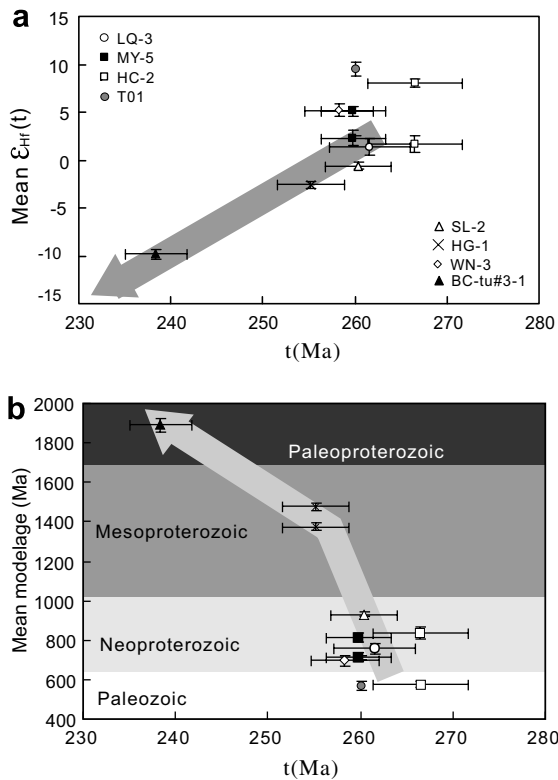 a
LQ-3
MY-5
HC-2
T01
15
10
5
0
-5
-10
-15
Mean εHf(t)
SL-2
HG-1
WN-3
BC-tu#3-1
230 240 250 260 270 280
t(Ma)
b
2000
1800
1600
1400
1200
1000
800
600
400
Mean modelage (Ma)
Paleoproterozoic
Mesoproterozoic
Neoproterozoic
Paleozoic
230 240 250 260 270 280
t(Ma)